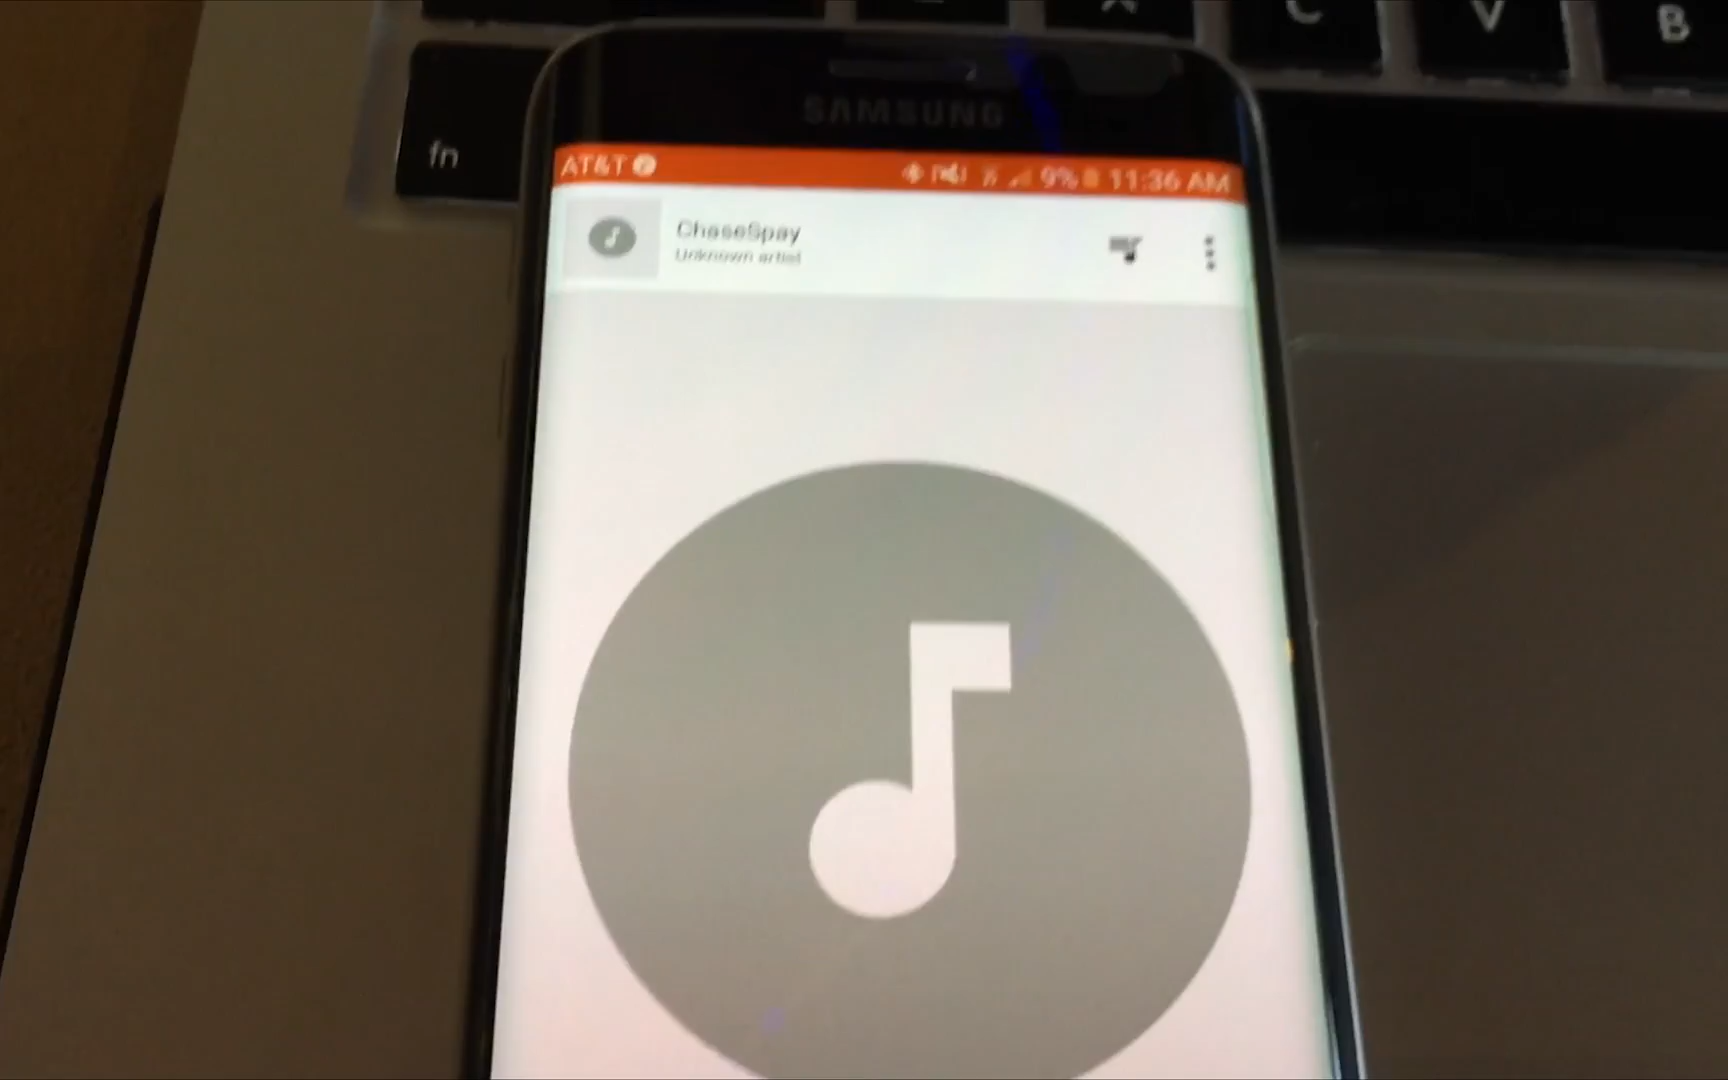 C V B
fn
SAMSUNG
AT&T 9% 11:36 AM
ChaseSpay
Unknown artist